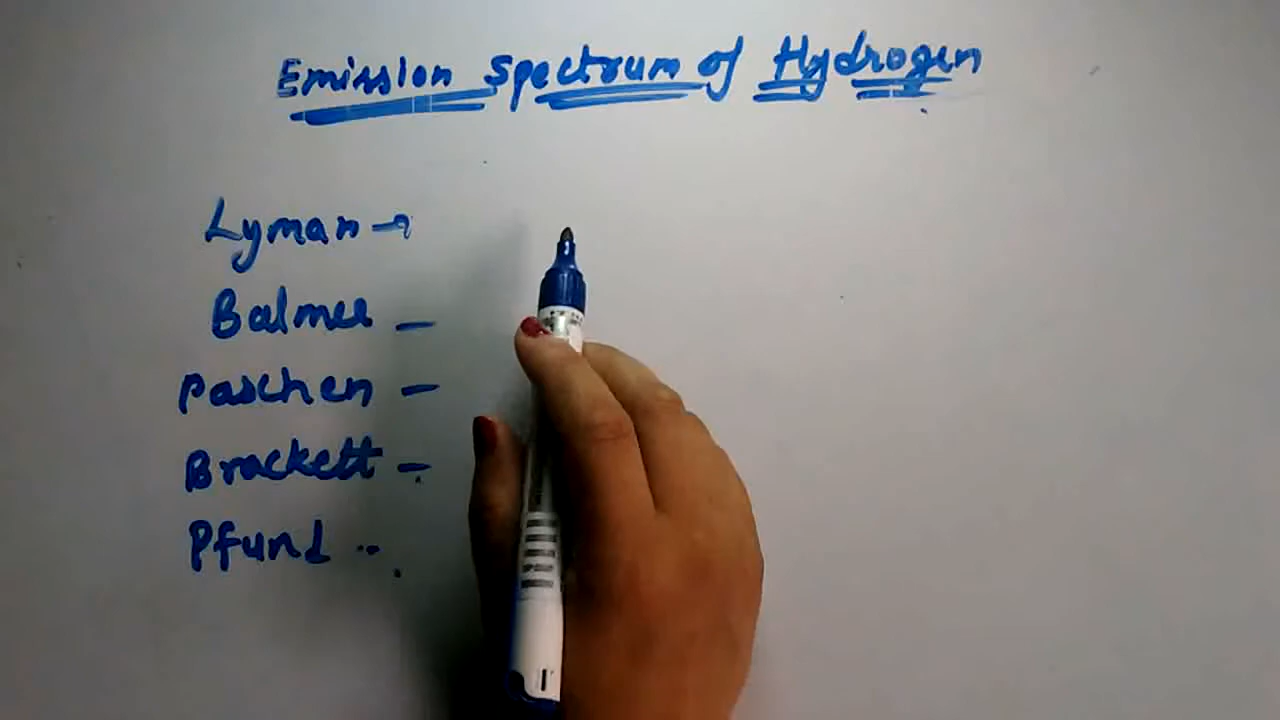 Emission Spectrum of Hydrogen
Lyman →
Balmer –
Paschen –
Brackett –
Pfund --